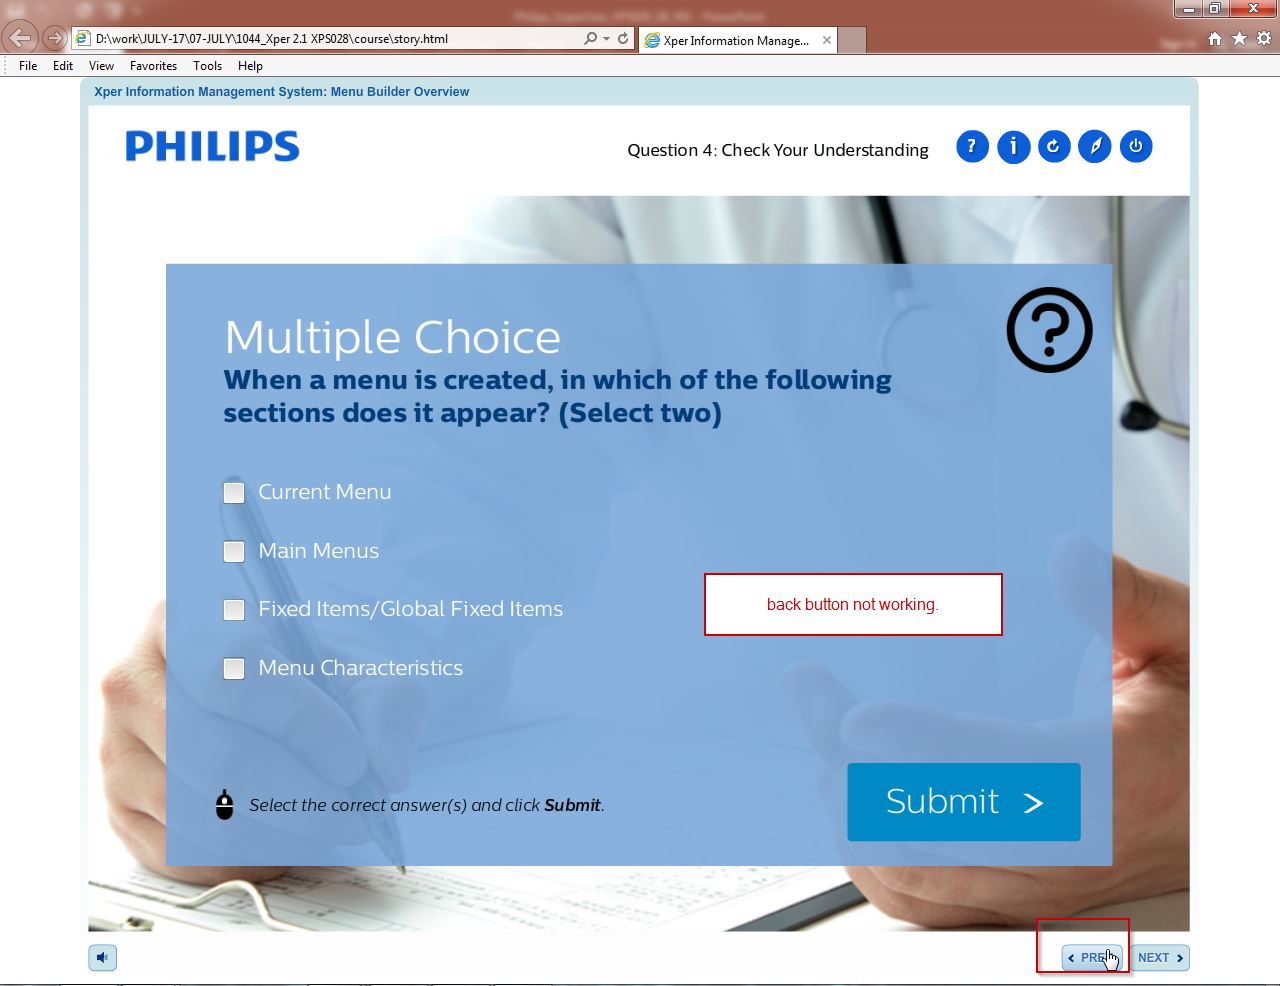 D:\work\JULY-17\07-JULY\1044_Xper 2.1 XPS028\course\story.html
Xper Information Manage...
File Edit View Favorites Tools Help
Xper Information Management System: Menu Builder Overview
PHILIPS
Question 4: Check Your Understanding
Multiple Choice
When a menu is created, in which of the following
sections does it appear? (Select two)
Current Menu
Main Menus
Fixed Items/Global Fixed Items
Menu Characteristics
back button not working.
Select the correct answer(s) and click Submit.
Submit >
< PRE
NEXT >